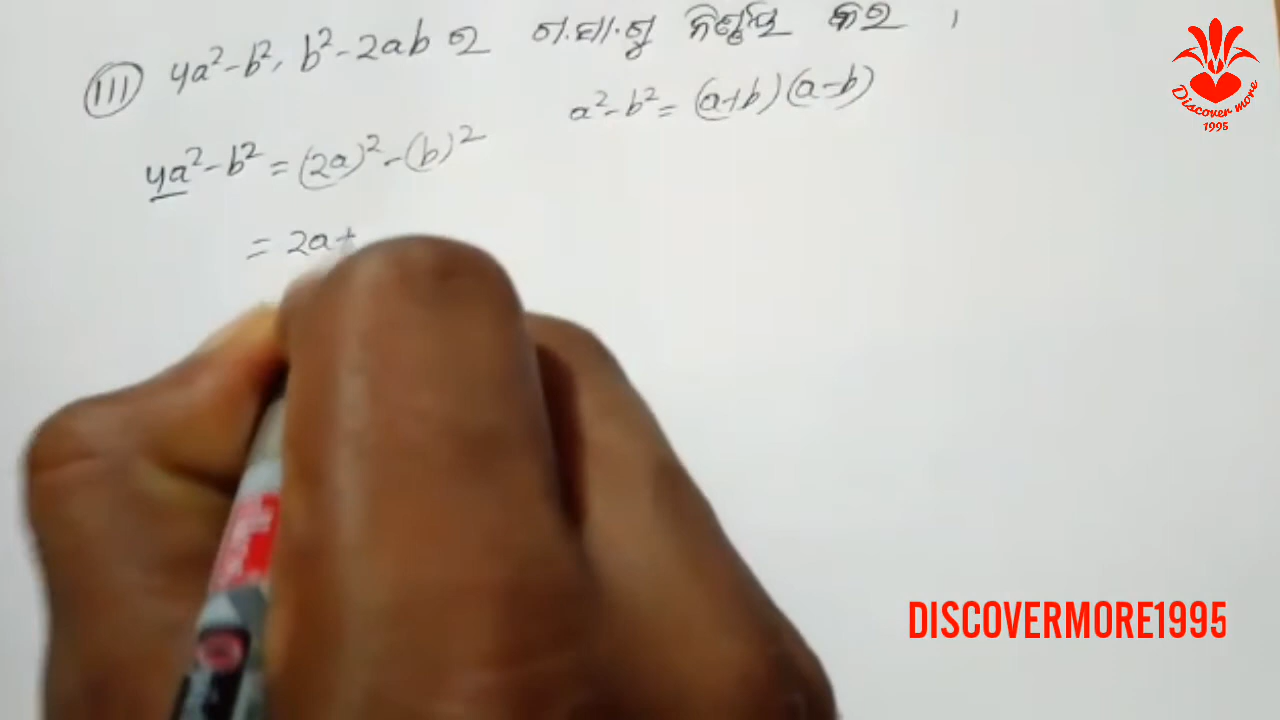 (III) 4a²-b², b²-2ab ର ଗ.ସା.ଗୁ ନିର୍ଣ୍ଣୟ କର ।
a²-b² = (a+b)(a-b)
4a²-b² = (2a)²-(b)²
= 2a+
Discover more
1995
DISCOVERMORE1995